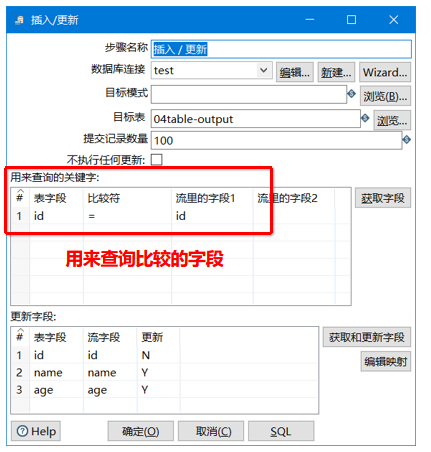 插入/更新
步骤名称 插入 / 更新
数据库连接 test 编辑... 新建... Wizard...
目标模式 浏览(B)...
目标表 04table-output 浏览...
提交记录数量 100
不执行任何更新:
用来查询的关键字:
# 表字段 比较符 流里的字段1 流里的字段2 获取字段
1 id = id
用来查询比较的字段
更新字段:
# 表字段 流字段 更新 获取和更新字段
1 id id N
编辑映射
2 name name Y
3 age age Y
Help 确定(O) 取消(C) SQL